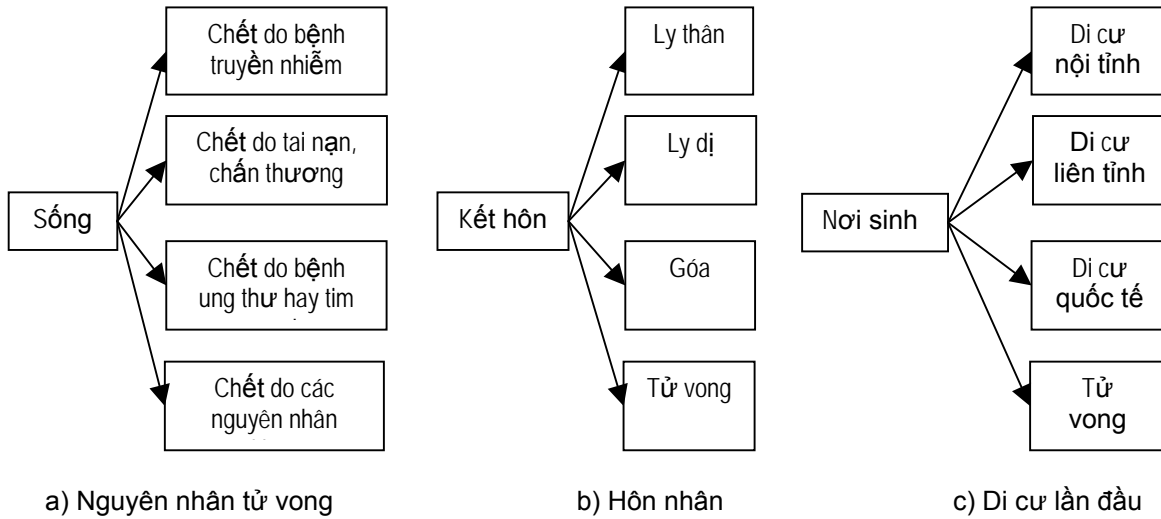 Sống
Chết do bệnh
truyền nhiễm
Chết do tai nạn,
chấn thương
Chết do bệnh
ung thư hay tim
Chết do các
nguyên nhân
a) Nguyên nhân tử vong
Kết hôn
Ly thân
Ly dị
Góa
Tử vong
b) Hôn nhân
Nơi sinh
Di cư
nội tỉnh
Di cư
liên tỉnh
Di cư
quốc tế
Tử
vong
c) Di cư lần đầu